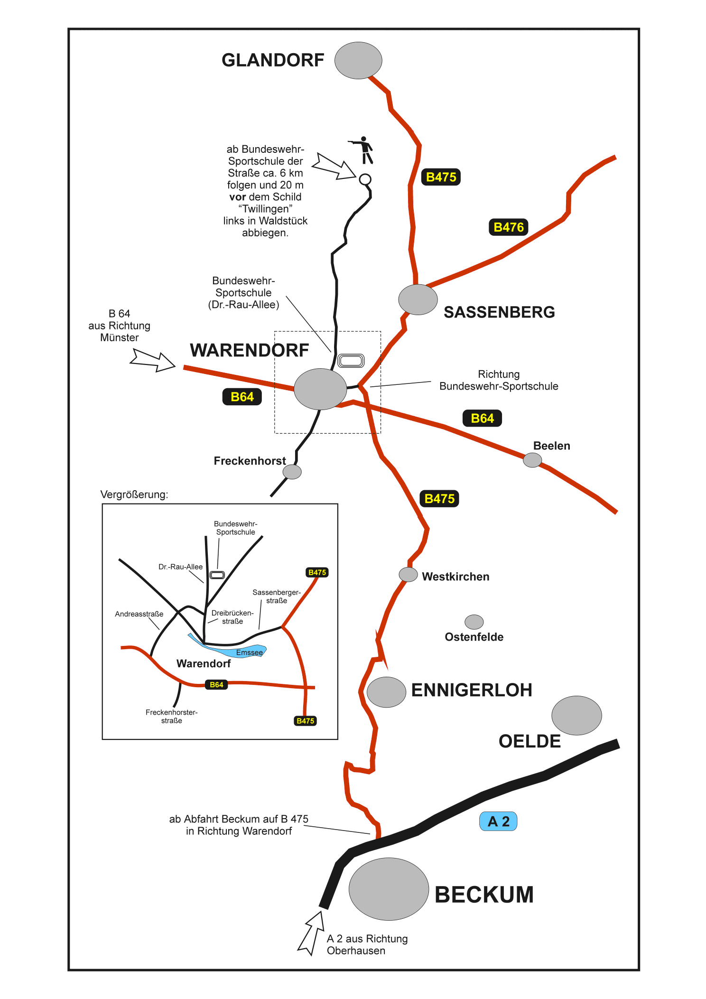 GLANDORF
ab Bundeswehr-
Sportschule der
Straße ca. 6 km
folgen und 20 m
vor dem Schild
“Twillingen”
links in Waldstück
abbiegen.
B475
B476
Bundeswehr-
Sportschule
(Dr.-Rau-Allee)
SASSENBERG
B 64
aus Richtung
Münster
WARENDORF
Richtung
Bundeswehr-Sportschule
B64
B64
Beelen
Freckenhorst
B475
Vergrößerung:
Bundeswehr-
Sportschule
Dr.-Rau-Allee
B475
Sassenberger-
straße
Andreasstraße
Dreibrücken-
straße
Emssee
Warendorf
B64
Freckenhorster-
straße
B475
Westkirchen
Ostenfelde
ENNIGERLOH
OELDE
ab Abfahrt Beckum auf B 475
in Richtung Warendorf
A 2
BECKUM
A 2 aus Richtung
Oberhausen